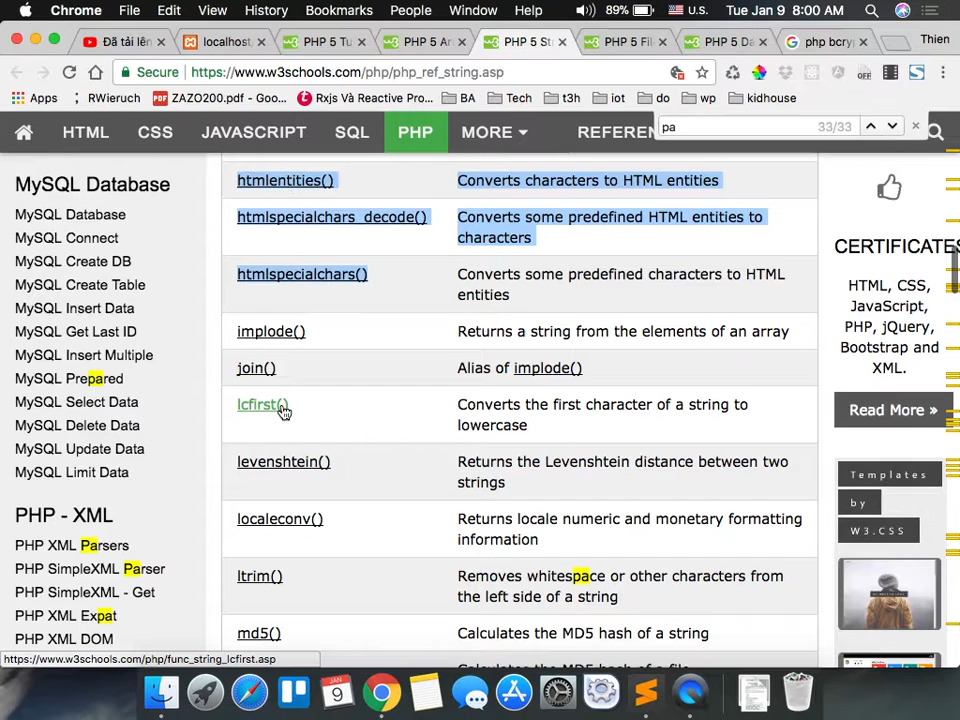 Chrome File Edit View History Bookmarks People Window Help 89% U.S. Tue Jan 9 8:00 AM
Đã tải lên localhost PHP 5 Tu PHP 5 Ar PHP 5 St PHP 5 Fil PHP 5 Da php bcryp Thien
Secure https://www.w3schools.com/php/php_ref_string.asp
Apps RWieruch PDF ZAZO200.pdf - Goo... Rxjs Và Reactive Pro... BA Tech t3h iot do wp kidhouse
HTML CSS JAVASCRIPT SQL PHP MORE REFEREN
pa 33/33
MySQL Database
MySQL Database
MySQL Connect
MySQL Create DB
MySQL Create Table
MySQL Insert Data
MySQL Get Last ID
MySQL Insert Multiple
MySQL Prepared
MySQL Select Data
MySQL Delete Data
MySQL Update Data
MySQL Limit Data
PHP - XML
PHP XML Parsers
PHP SimpleXML Parser
PHP SimpleXML - Get
PHP XML Expat
PHP XML DOM
htmlentities() Converts characters to HTML entities
htmlspecialchars_decode() Converts some predefined HTML entities to
characters
htmlspecialchars() Converts some predefined characters to HTML
entities
implode() Returns a string from the elements of an array
join() Alias of implode()
lcfirst() Converts the first character of a string to
lowercase
levenshtein() Returns the Levenshtein distance between two
strings
localeconv() Returns locale numeric and monetary formatting
information
ltrim() Removes whitespace or other characters from
the left side of a string
md5() Calculates the MD5 hash of a string
CERTIFICATES
HTML, CSS,
JavaScript,
PHP, jQuery,
Bootstrap and
XML.
Read More »
Templates
by
W3.CSS
https://www.w3schools.com/php/func_string_lcfirst.asp
JAN
9